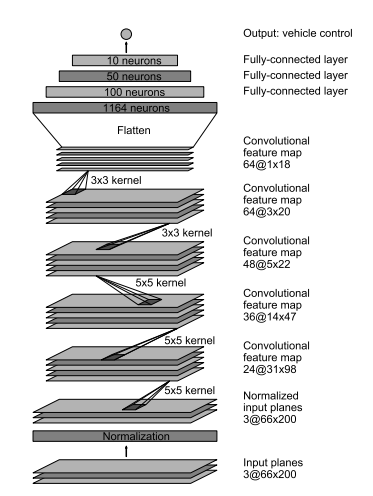 Output: vehicle control
10 neurons
Fully-connected layer
50 neurons
Fully-connected layer
100 neurons
Fully-connected layer
1164 neurons
Flatten
Convolutional
feature map
64@1x18
3x3 kernel
Convolutional
feature map
64@3x20
3x3 kernel
Convolutional
feature map
48@5x22
5x5 kernel
Convolutional
feature map
36@14x47
5x5 kernel
Convolutional
feature map
24@31x98
5x5 kernel
Normalized
input planes
3@66x200
Normalization
Input planes
3@66x200